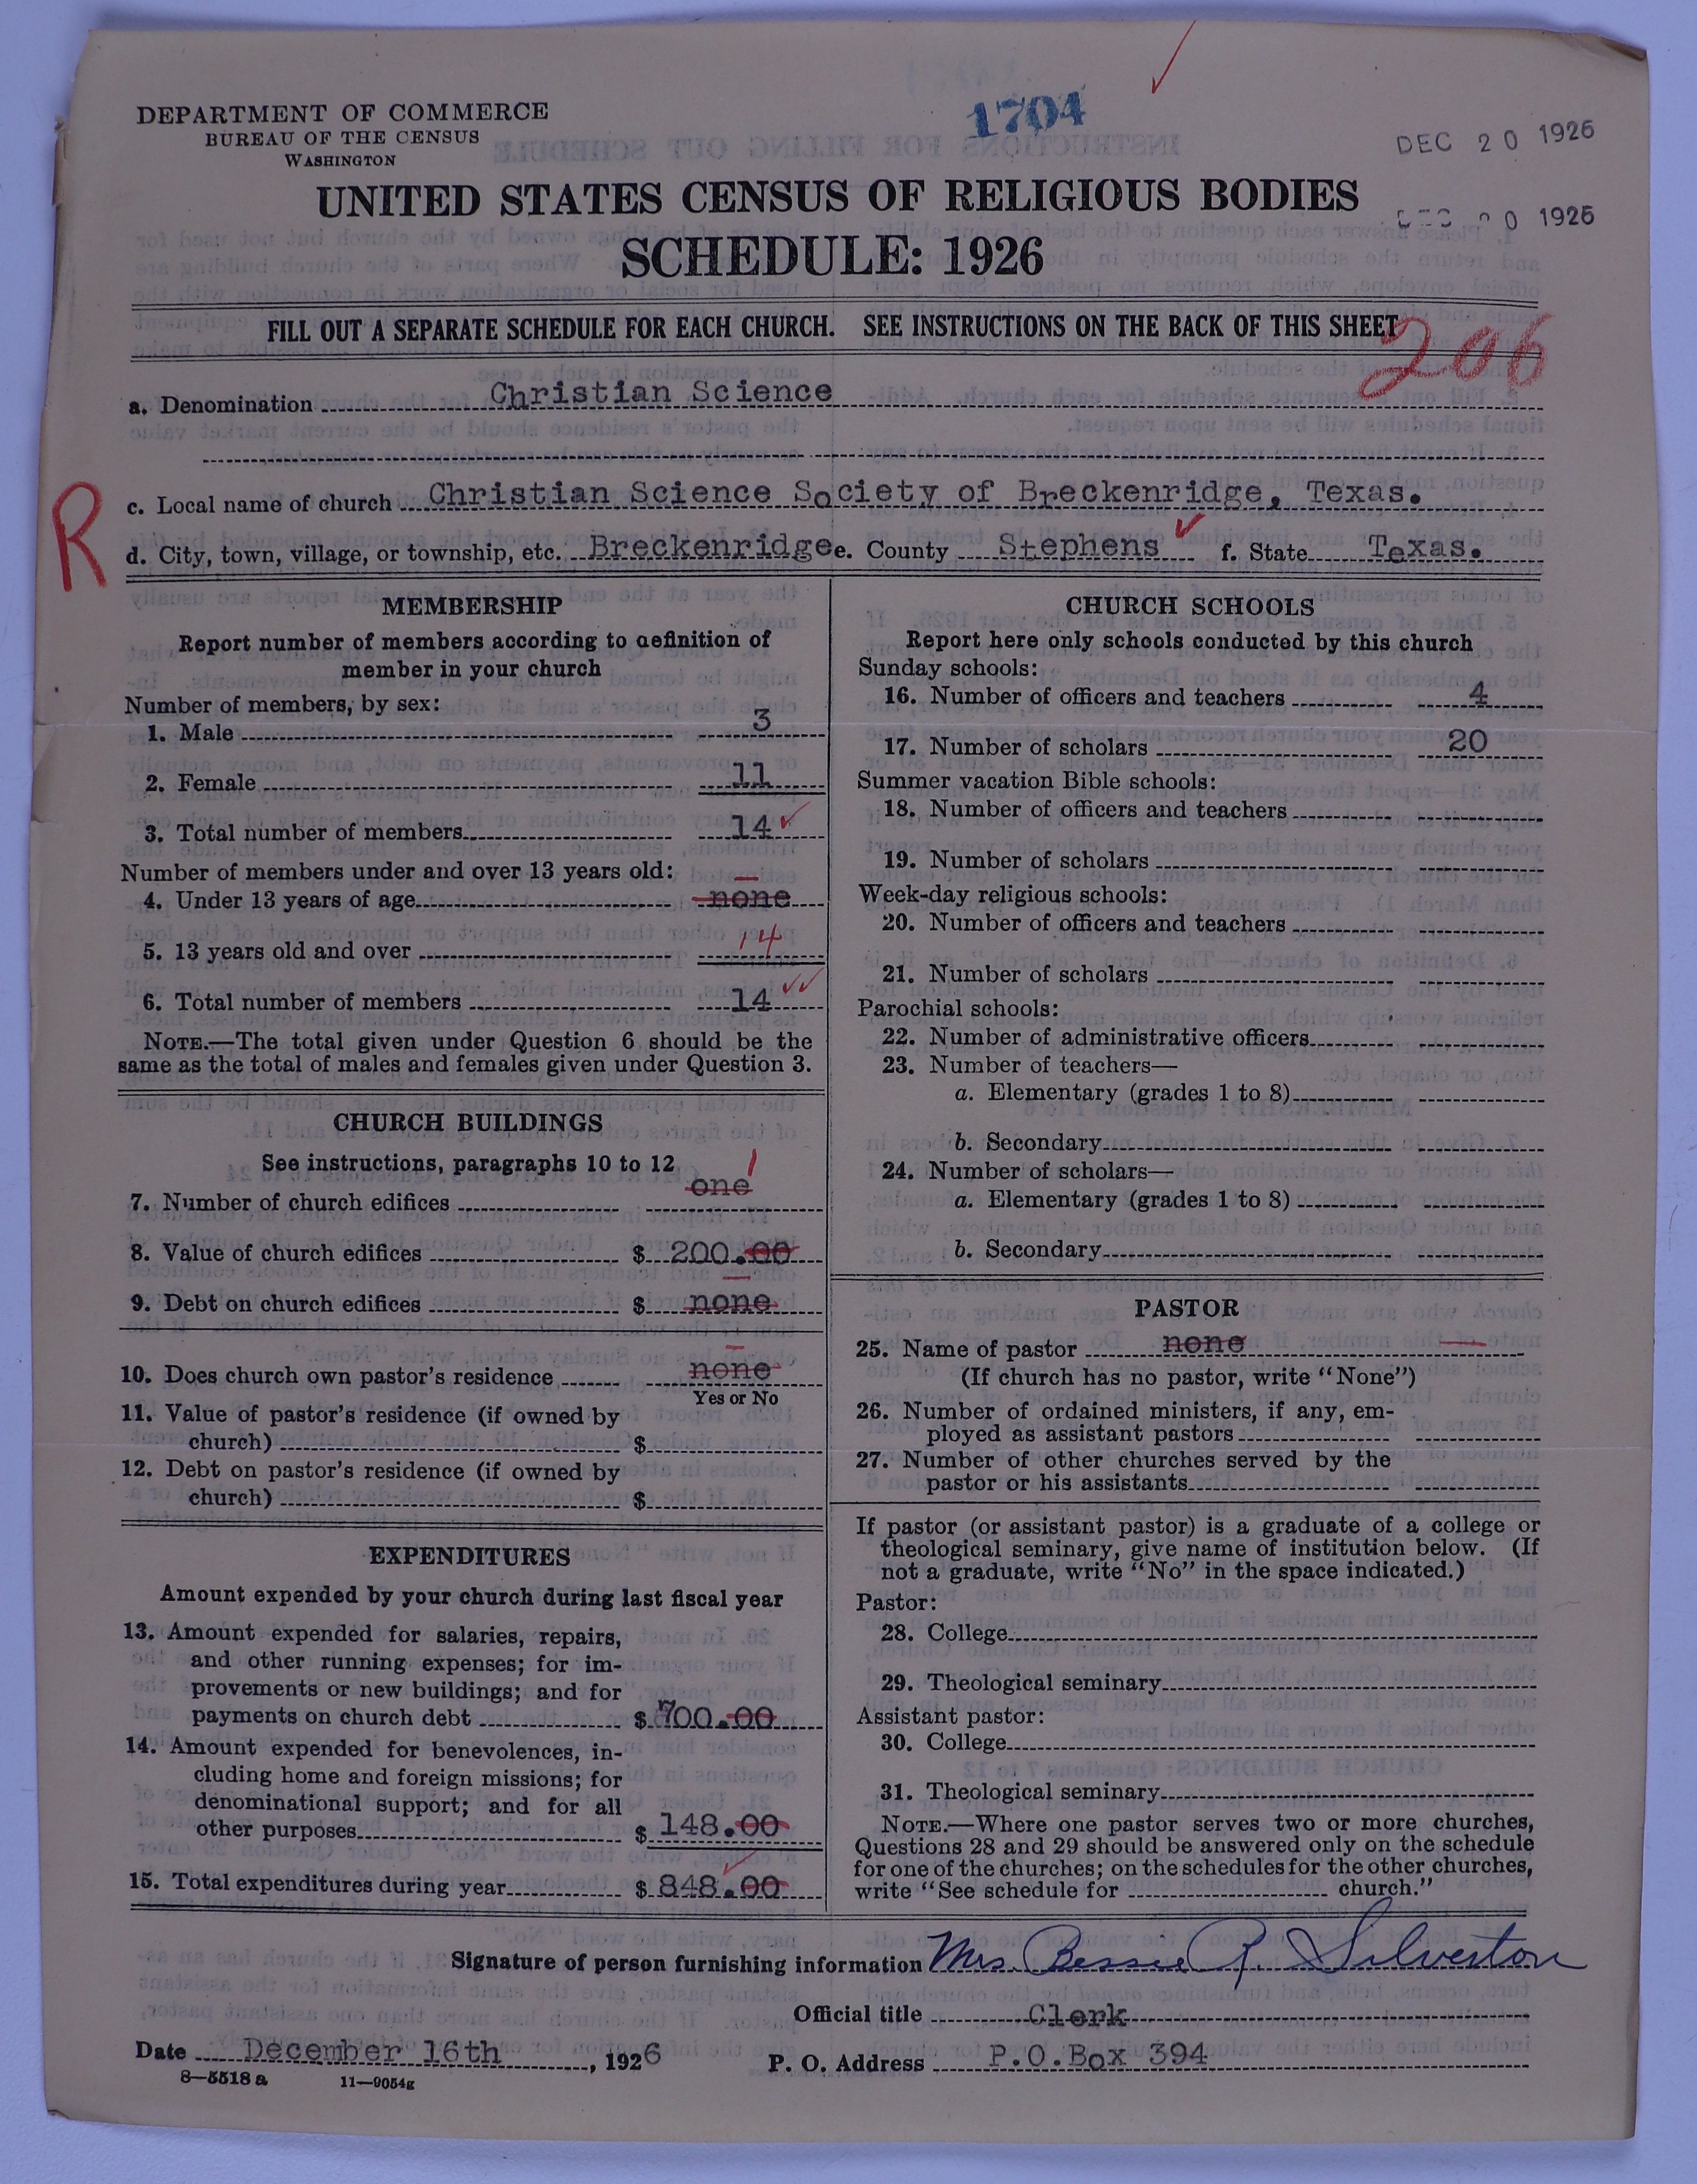 DEPARTMENT OF COMMERCE
BUREAU OF THE CENSUS
WASHINGTON
1704
DEC 20 1926
UNITED STATES CENSUS OF RELIGIOUS BODIES
20 1926
SCHEDULE: 1926
FILL OUT A SEPARATE SCHEDULE FOR EACH CHURCH. SEE INSTRUCTIONS ON THE BACK OF THIS SHEET
206
a. Denomination Christian Science
R
c. Local name of church Christian Science Society of Breckenridge, Texas.
d. City, town, village, or township, etc. Breckenridge e. County Stephens f. State Texas.
MEMBERSHIP
Report number of members according to definition of
member in your church
Number of members, by sex:
1. Male 3
2. Female 11
3. Total number of members 14
Number of members under and over 13 years old:
4. Under 13 years of age none
5. 13 years old and over 14
6. Total number of members 14
NOTE.—The total given under Question 6 should be the
same as the total of males and females given under Question 3.
CHURCH BUILDINGS
See instructions, paragraphs 10 to 12
7. Number of church edifices one 1
8. Value of church edifices $ 200.00
9. Debt on church edifices $ none
10. Does church own pastor's residence none
Yes or No
11. Value of pastor's residence (if owned by
church) $
12. Debt on pastor's residence (if owned by
church) $
EXPENDITURES
Amount expended by your church during last fiscal year
13. Amount expended for salaries, repairs,
and other running expenses; for im-
provements or new buildings; and for
payments on church debt $ 700.00
14. Amount expended for benevolences, in-
cluding home and foreign missions; for
denominational support; and for all
other purposes $ 148.00
15. Total expenditures during year $ 848.00
CHURCH SCHOOLS
Report here only schools conducted by this church
Sunday schools:
16. Number of officers and teachers 4
17. Number of scholars 20
Summer vacation Bible schools:
18. Number of officers and teachers
19. Number of scholars
Week-day religious schools:
20. Number of officers and teachers
21. Number of scholars
Parochial schools:
22. Number of administrative officers
23. Number of teachers—
a. Elementary (grades 1 to 8)
b. Secondary
24. Number of scholars—
a. Elementary (grades 1 to 8)
b. Secondary
PASTOR
25. Name of pastor none
(If church has no pastor, write "None")
26. Number of ordained ministers, if any, em-
ployed as assistant pastors
27. Number of other churches served by the
pastor or his assistants
If pastor (or assistant pastor) is a graduate of a college or
theological seminary, give name of institution below. (If
not a graduate, write "No" in the space indicated.)
Pastor:
28. College
29. Theological seminary
Assistant pastor:
30. College
31. Theological seminary
NOTE.—Where one pastor serves two or more churches,
Questions 28 and 29 should be answered only on the schedule
for one of the churches; on the schedules for the other churches,
write "See schedule for church."
Signature of person furnishing information Mrs. Bessie R. Silverton
Official title Clerk
Date December 16th, 1926 P. O. Address P.O.Box 394
8—5518 a 11—9054g